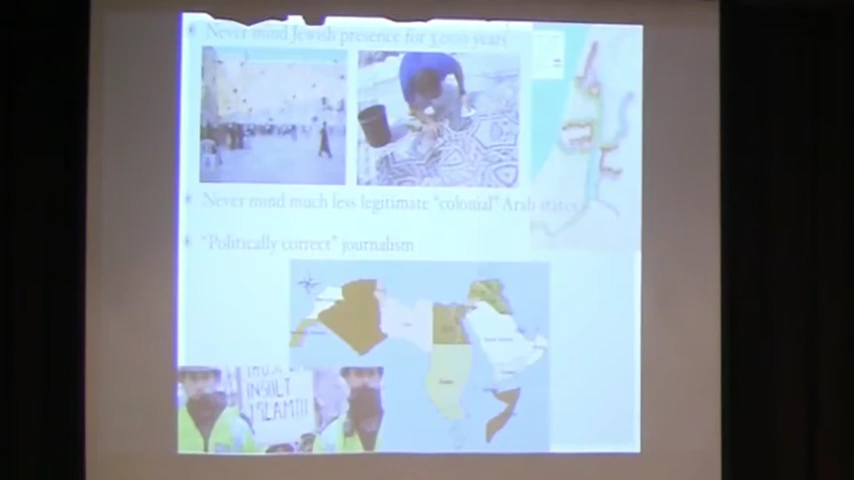 Never mind Jewish presence for 3,000 years
Never mind much less legitimate "colonial" Arab states
"Politically correct" journalism
INSULT
ISLAM